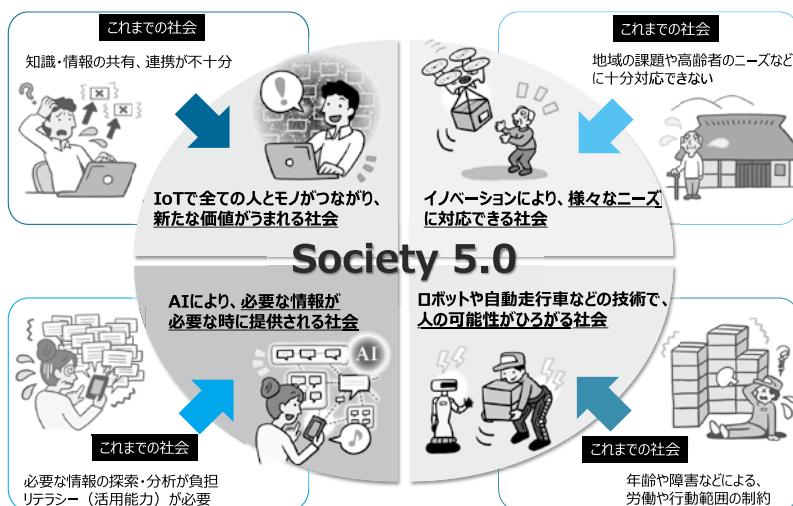 これまでの社会
知識・情報の共有、連携が不十分
これまでの社会
地域の課題や高齢者のニーズなど
に十分対応できない
IoTで全ての人とモノがつながり、
新たな価値がうまれる社会
イノベーションにより、様々なニーズ
に対応できる社会
Society 5.0
AIにより、必要な情報が
必要な時に提供される社会
ロボットや自動走行車などの技術で、
人の可能性がひろがる社会
AI
これまでの社会
必要な情報の探索・分析が負担
リテラシー（活用能力）が必要
これまでの社会
年齢や障害などによる、
労働や行動範囲の制約